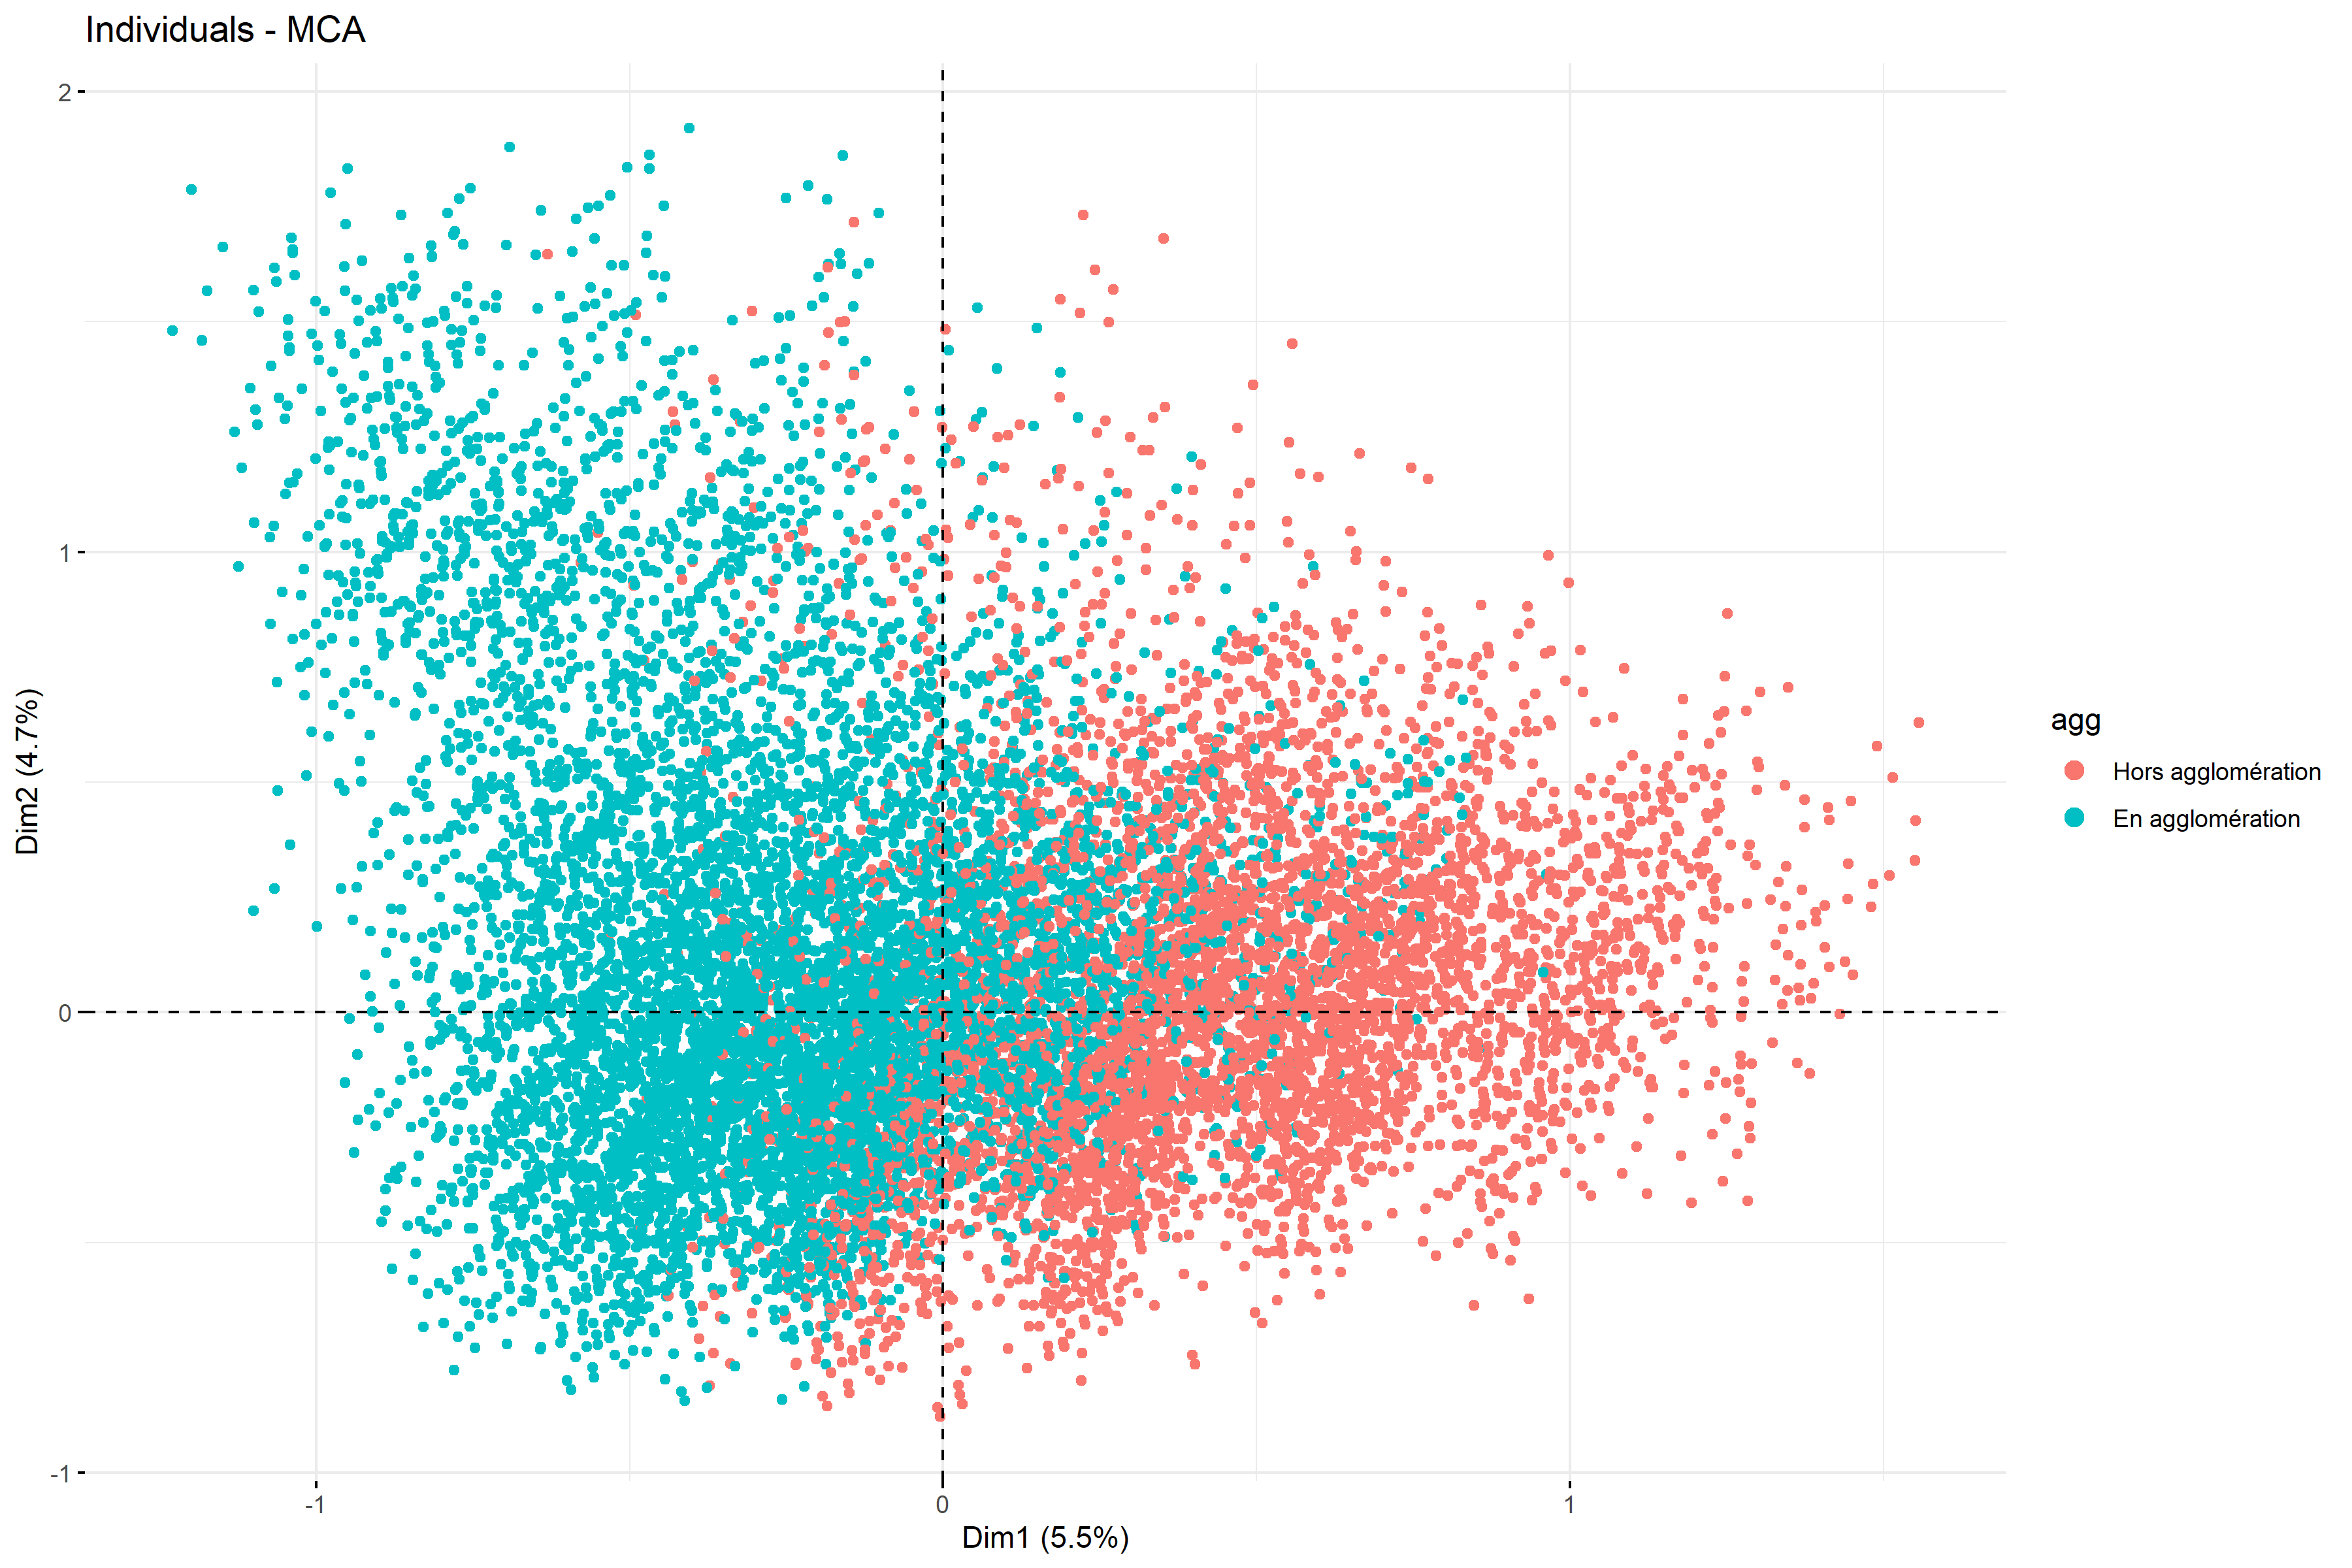 Individuals - MCA
2
1
0
-1
Dim2 (4.7%)
-1
0
1
Dim1 (5.5%)
agg
Hors agglomération
En agglomération